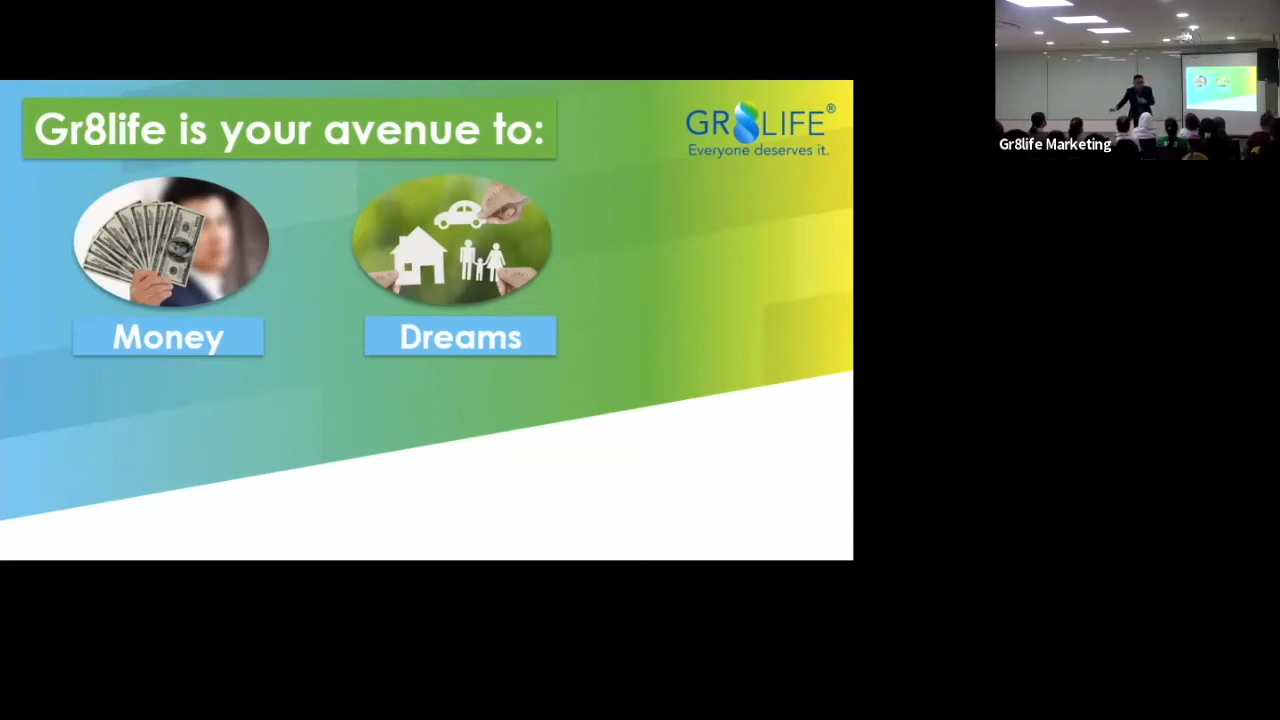 Gr8life is your avenue to:
GR8LIFE®
Everyone deserves it.
Money
Dreams
Gr8life Marketing